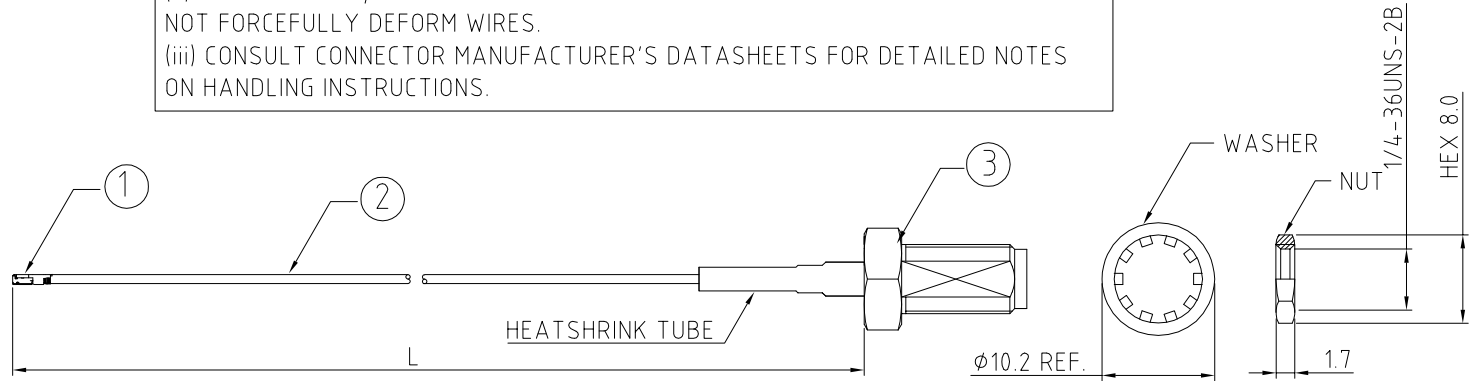 NOT FORCEFULLY DEFORM WIRES.
(iii) CONSULT CONNECTOR MANUFACTURER'S DATASHEETS FOR DETAILED NOTES
ON HANDLING INSTRUCTIONS.
1
2
3
WASHER
NUT
1/4-36UNS-2B
HEX 8.0
HEATSHRINK TUBE
L
Ø10.2 REF.
1.7